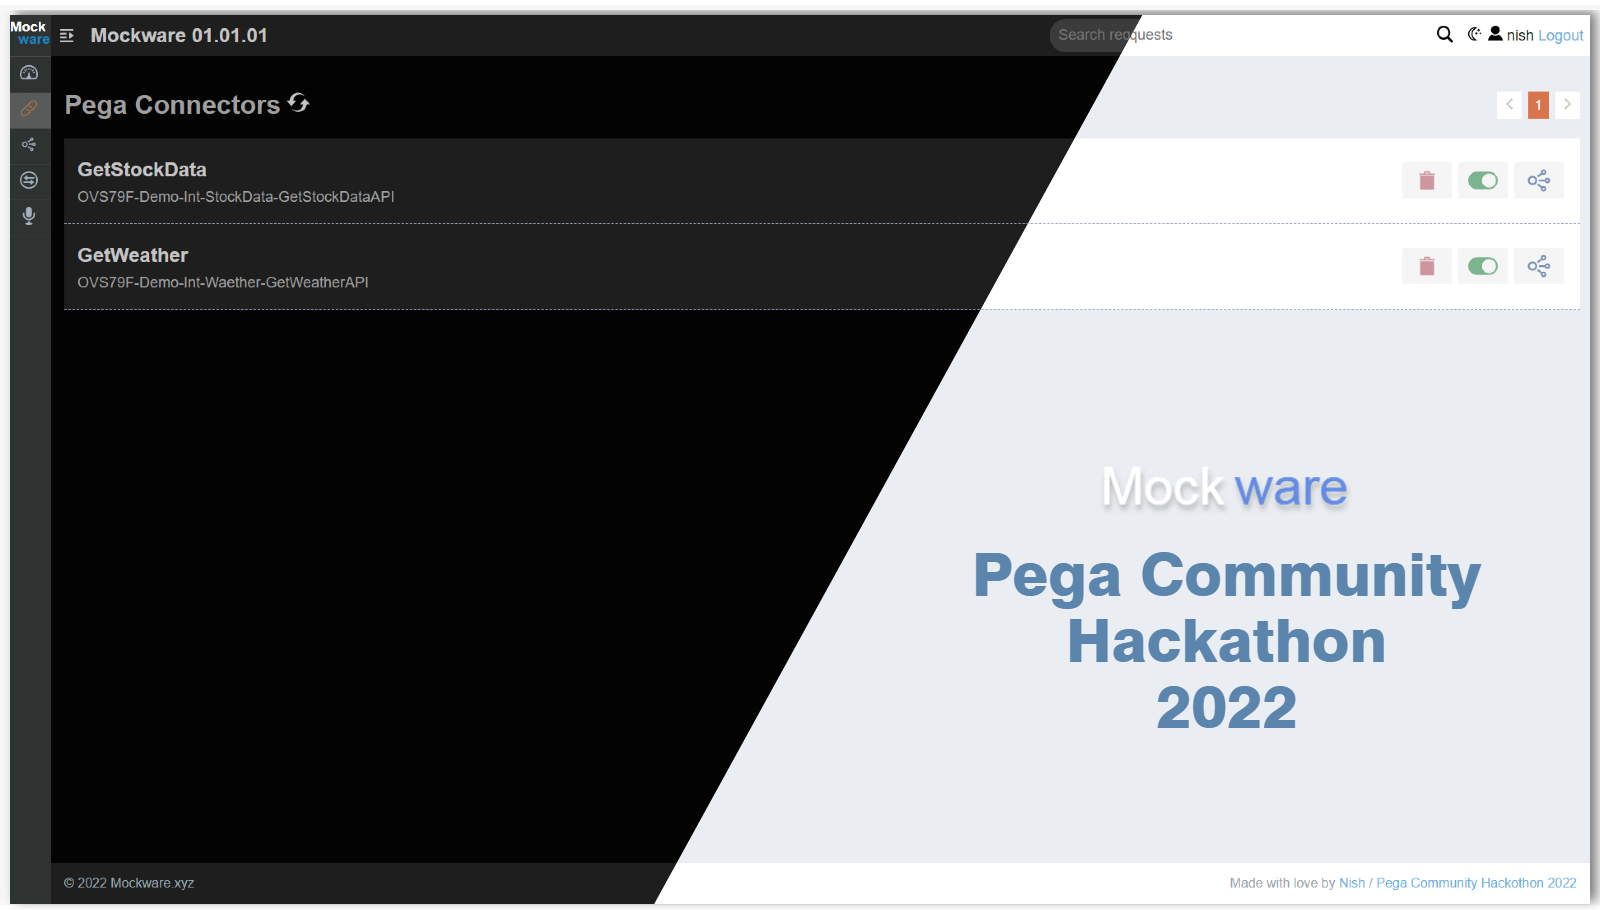 Mock
ware
Mockware 01.01.01
Search reqquests
nish Logout
Pega Connectors
1
GetStockData
OVS79F-Demo-Int-StockData-GetStockDataAPI
GetWeather
OVS79F-Demo-Int-Waether-GetWeatherAPI
Mock ware
Pega Community
Hackathon
2022
© 2022 Mockware.xyz
Made with love by Nish / Pega Community Hackothon 2022